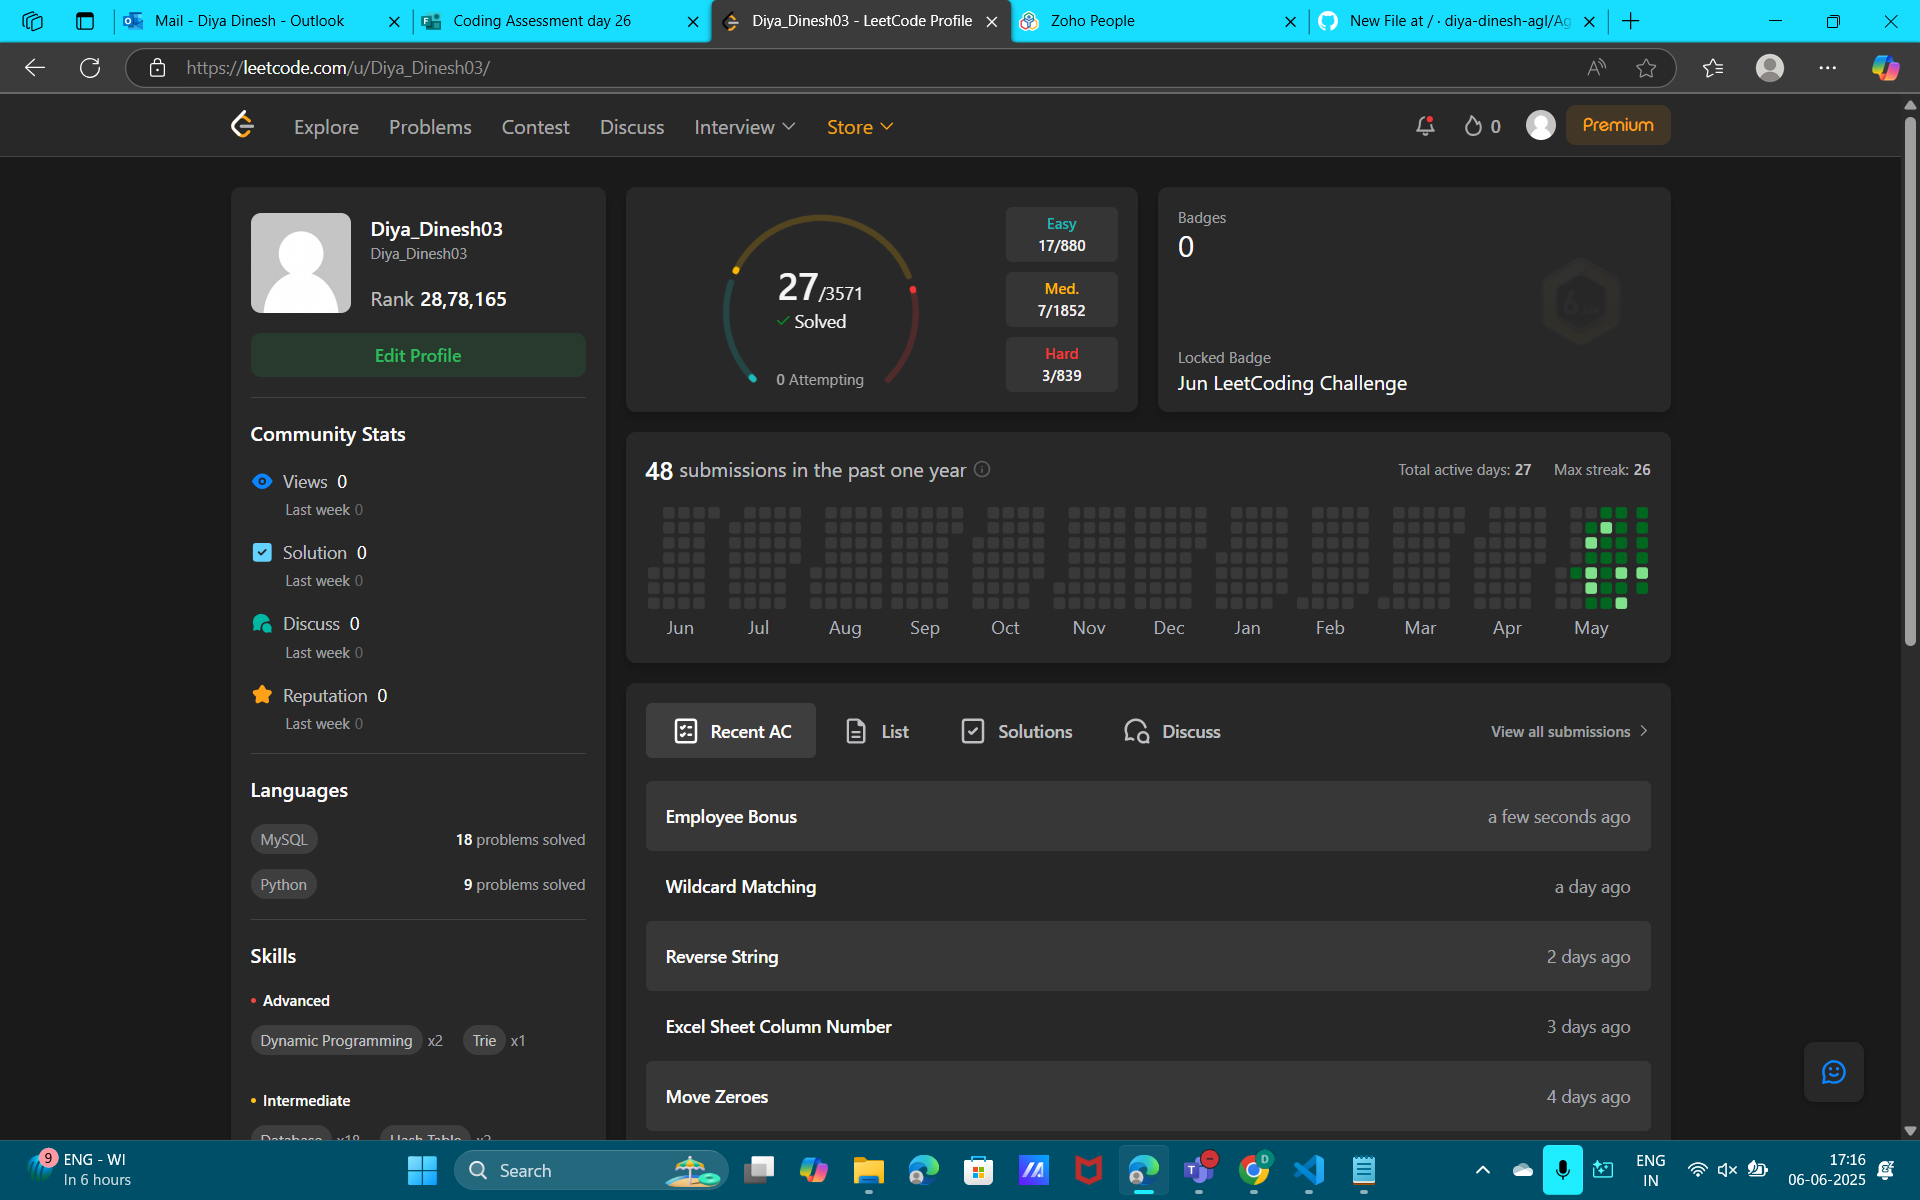 Mail - Diya Dinesh - Outlook
Coding Assessment day 26
Diya_Dinesh03 - LeetCode Profile
Zoho People
New File at / · diya-dinesh-agl/Ag
https://leetcode.com/u/Diya_Dinesh03/
Explore
Problems
Contest
Discuss
Interview
Store
0
Premium
Diya_Dinesh03
Diya_Dinesh03
Rank 28,78,165
Edit Profile
Community Stats
Views 0
Last week 0
Solution 0
Last week 0
Discuss 0
Last week 0
Reputation 0
Last week 0
Languages
MySQL 18 problems solved
Python 9 problems solved
Skills
Advanced
Dynamic Programming x2 Trie x1
Intermediate
Database x18 Hash Table x2
27/3571
Solved
0 Attempting
Easy
17/880
Med.
7/1852
Hard
3/839
Badges
0
Locked Badge
Jun LeetCoding Challenge
48 submissions in the past one year
Total active days: 27 Max streak: 26
Jun Jul Aug Sep Oct Nov Dec Jan Feb Mar Apr May
Recent AC
List
Solutions
Discuss
View all submissions
Employee Bonus a few seconds ago
Wildcard Matching a day ago
Reverse String 2 days ago
Excel Sheet Column Number 3 days ago
Move Zeroes 4 days ago
9
ENG - WI
In 6 hours
Search
D
ENG
IN
17:16
06-06-2025